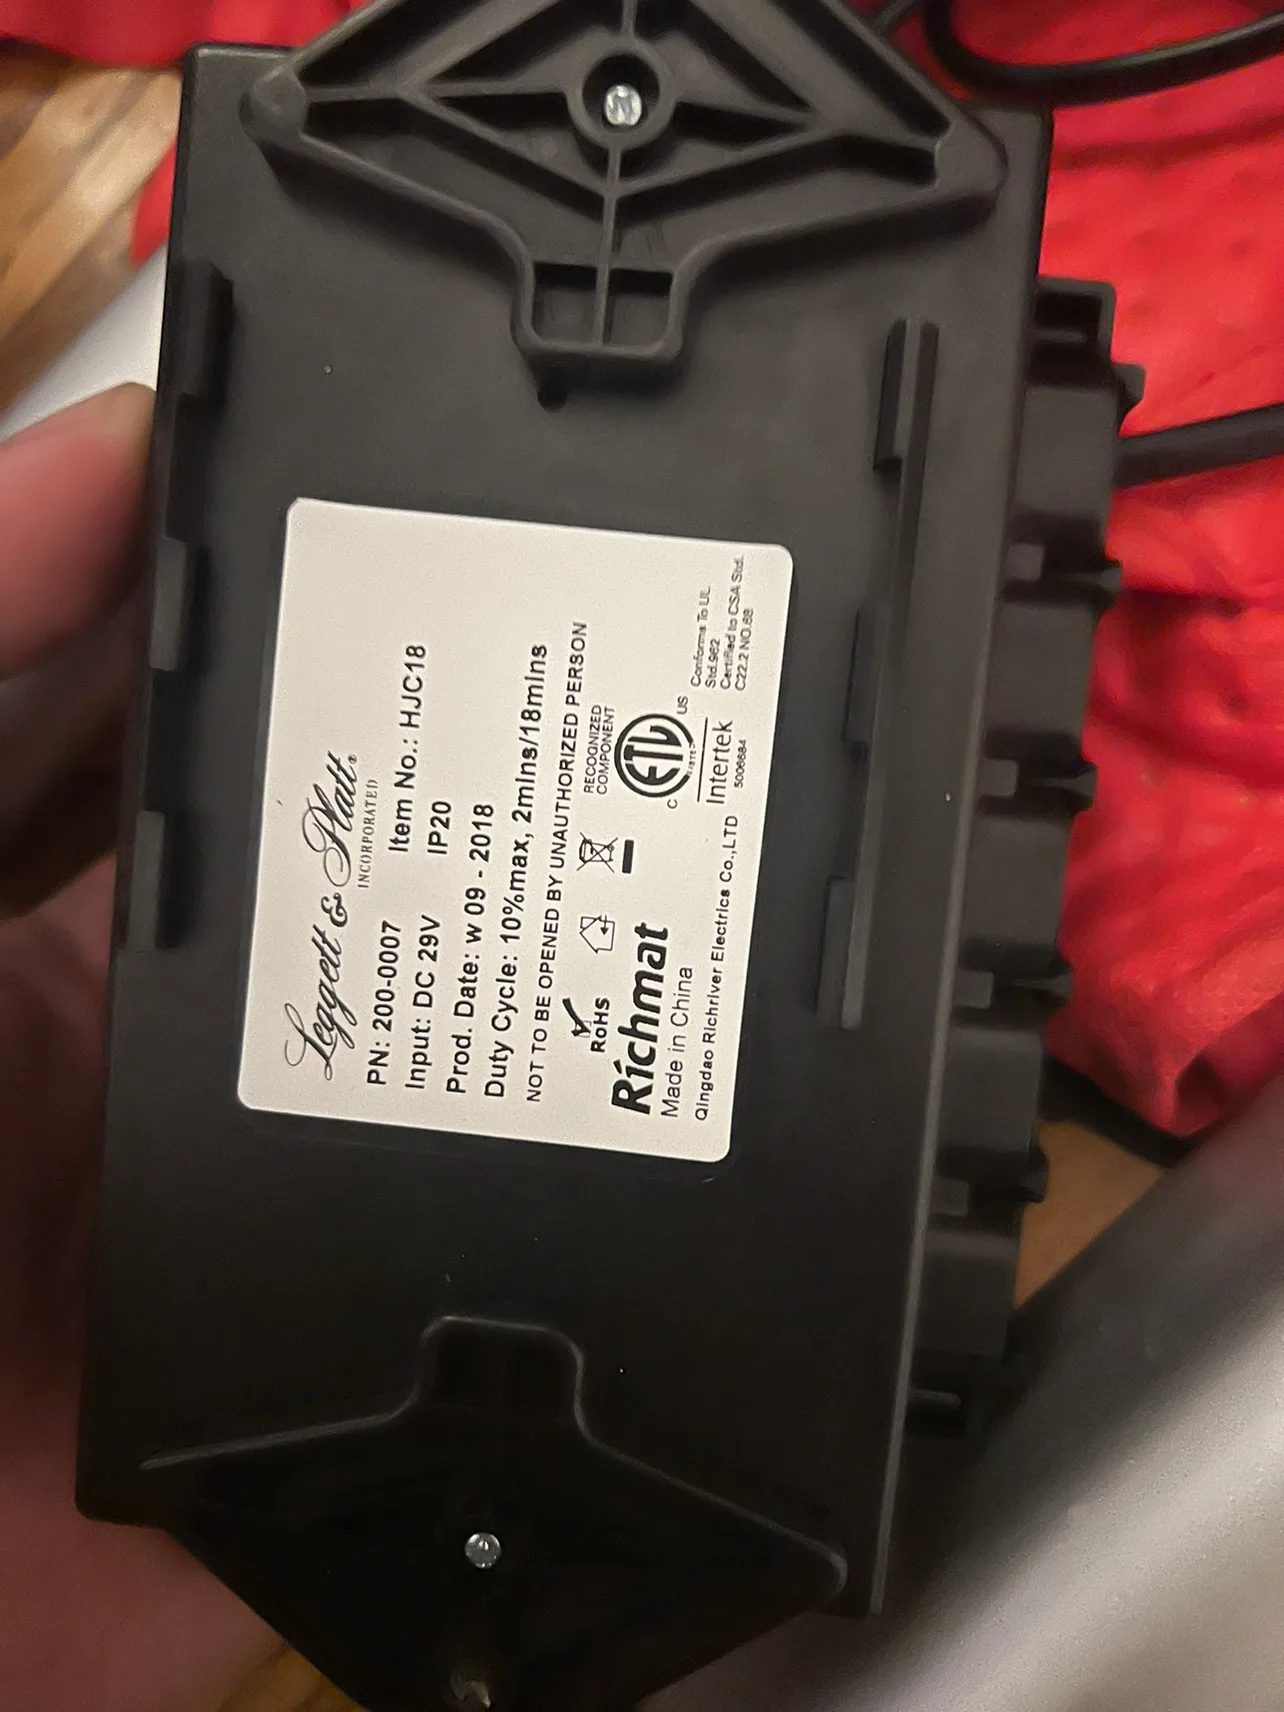 Leggett & Platt®
INCORPORATED
PN: 200-0007 Item No.: HJC18
Input: DC 29V IP20
Prod. Date: w 09 - 2018
Duty Cycle: 10%max, 2mins/18mins
NOT TO BE OPENED BY UNAUTHORIZED PERSON
RoHS
RECOGNIZED
COMPONENT
Richmat
Made in China
Qingdao Richriver Electrics Co.,LTD
ETL
C US
LISTED
Intertek
5006684
Conforms To UL
Std.962
Certified to CSA Std.
C22.2 NO.68